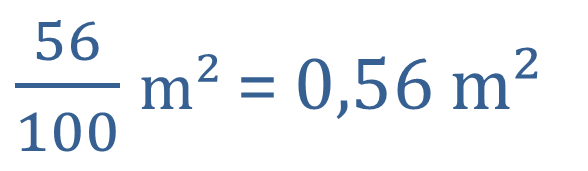 56/100 m² = 0,56 m²